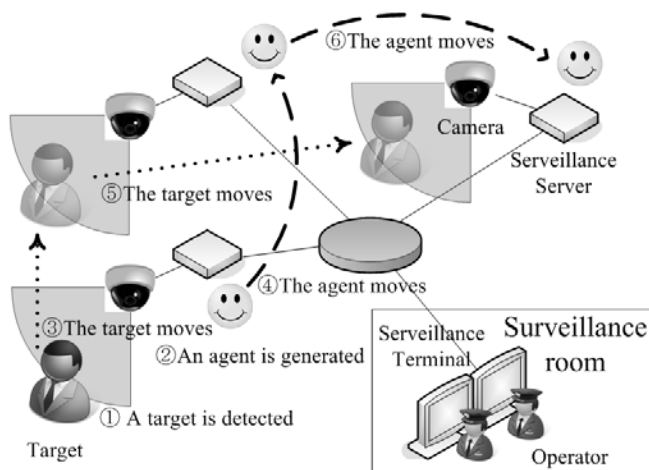 ⑥The agent moves
Camera
Serveillance
Server
⑤The target moves
④The agent moves
③The target moves
②An agent is generated
① A target is detected
Target
Serveillance
Terminal
Surveillance
room
Operator